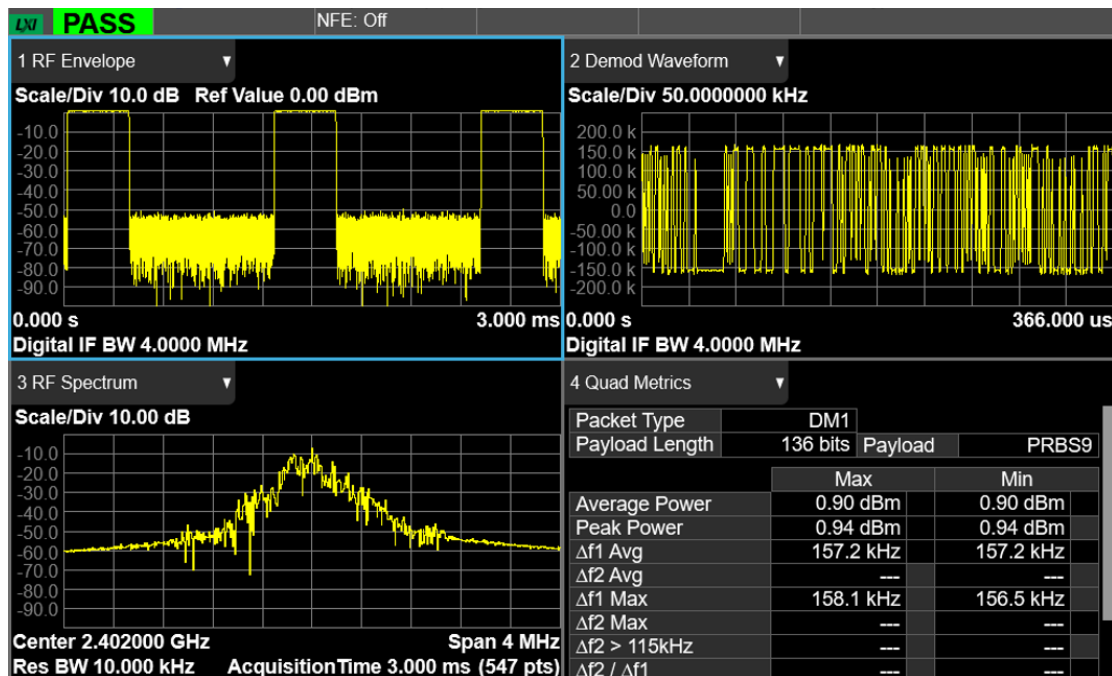 LXI PASS NFE: Off
1 RF Envelope
Scale/Div 10.0 dB Ref Value 0.00 dBm
-10.0
-20.0
-30.0
-40.0
-50.0
-60.0
-70.0
-80.0
-90.0
0.000 s 3.000 ms
Digital IF BW 4.0000 MHz
2 Demod Waveform
Scale/Div 50.0000000 kHz
200.0 k
150.0 k
100.0 k
50.00 k
0.0
-50.00 k
-100.0 k
-150.0 k
-200.0 k
0.000 s 366.000 us
Digital IF BW 4.0000 MHz
3 RF Spectrum
Scale/Div 10.00 dB
-10.0
-20.0
-30.0
-40.0
-50.0
-60.0
-70.0
-80.0
-90.0
Center 2.402000 GHz Span 4 MHz
Res BW 10.000 kHz AcquisitionTime 3.000 ms (547 pts)
4 Quad Metrics
Packet Type DM1
Payload Length 136 bits Payload PRBS9
Max Min
Average Power 0.90 dBm 0.90 dBm
Peak Power 0.94 dBm 0.94 dBm
Δf1 Avg 157.2 kHz 157.2 kHz
Δf2 Avg --- ---
Δf1 Max 158.1 kHz 156.5 kHz
Δf2 Max --- ---
Δf2 > 115kHz --- ---
Δf2 / Δf1 --- ---